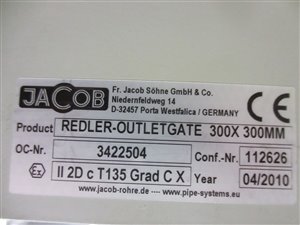 JACOB
Fr. Jacob Söhne GmbH & Co.
Niedernfeldweg 14
D-32457 Porta Westfalica / GERMANY
CE
Product REDLER-OUTLETGATE 300X 300MM
OC-Nr. 3422504 Conf.-Nr. 112626
Ex II 2D c T135 Grad C X Year 04/2010
www.jacob-rohre.de www.pipe-systems.eu